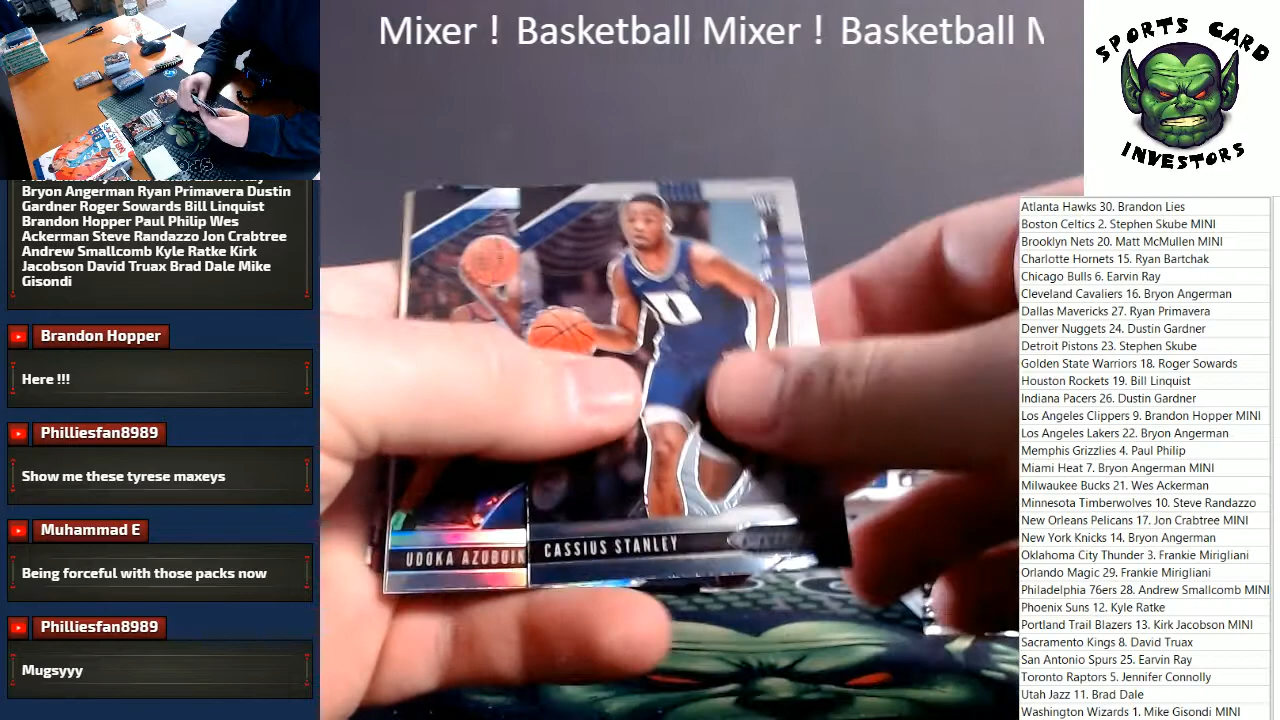 Mixer ! Basketball Mixer ! Basketball M
SPORTS CARD
INVESTORS
Bryon Angerman Ryan Primavera Dustin
Gardner Roger Sowards Bill Linquist
Brandon Hopper Paul Philip Wes
Ackerman Steve Randazzo Jon Crabtree
Andrew Smallcomb Kyle Ratke Kirk
Jacobson David Truax Brad Dale Mike
Gisondi
Brandon Hopper
Here !!!
Philliesfan8989
Show me these tyrese maxeys
Muhammad E
Being forceful with those packs now
Philliesfan8989
Mugsyyy
UDOKA AZUBUIK
CASSIUS STANLEY
Atlanta Hawks 30. Brandon Lies
Boston Celtics 2. Stephen Skube MINI
Brooklyn Nets 20. Matt McMullen MINI
Charlotte Hornets 15. Ryan Bartchak
Chicago Bulls 6. Earvin Ray
Cleveland Cavaliers 16. Bryon Angerman
Dallas Mavericks 27. Ryan Primavera
Denver Nuggets 24. Dustin Gardner
Detroit Pistons 23. Stephen Skube
Golden State Warriors 18. Roger Sowards
Houston Rockets 19. Bill Linquist
Indiana Pacers 26. Dustin Gardner
Los Angeles Clippers 9. Brandon Hopper MINI
Los Angeles Lakers 22. Bryon Angerman
Memphis Grizzlies 4. Paul Philip
Miami Heat 7. Bryon Angerman MINI
Milwaukee Bucks 21. Wes Ackerman
Minnesota Timberwolves 10. Steve Randazzo
New Orleans Pelicans 17. Jon Crabtree MINI
New York Knicks 14. Bryon Angerman
Oklahoma City Thunder 3. Frankie Mirigliani
Orlando Magic 29. Frankie Mirigliani
Philadelphia 76ers 28. Andrew Smallcomb MINI
Phoenix Suns 12. Kyle Ratke
Portland Trail Blazers 13. Kirk Jacobson MINI
Sacramento Kings 8. David Truax
San Antonio Spurs 25. Earvin Ray
Toronto Raptors 5. Jennifer Connolly
Utah Jazz 11. Brad Dale
Washington Wizards 1. Mike Gisondi MINI